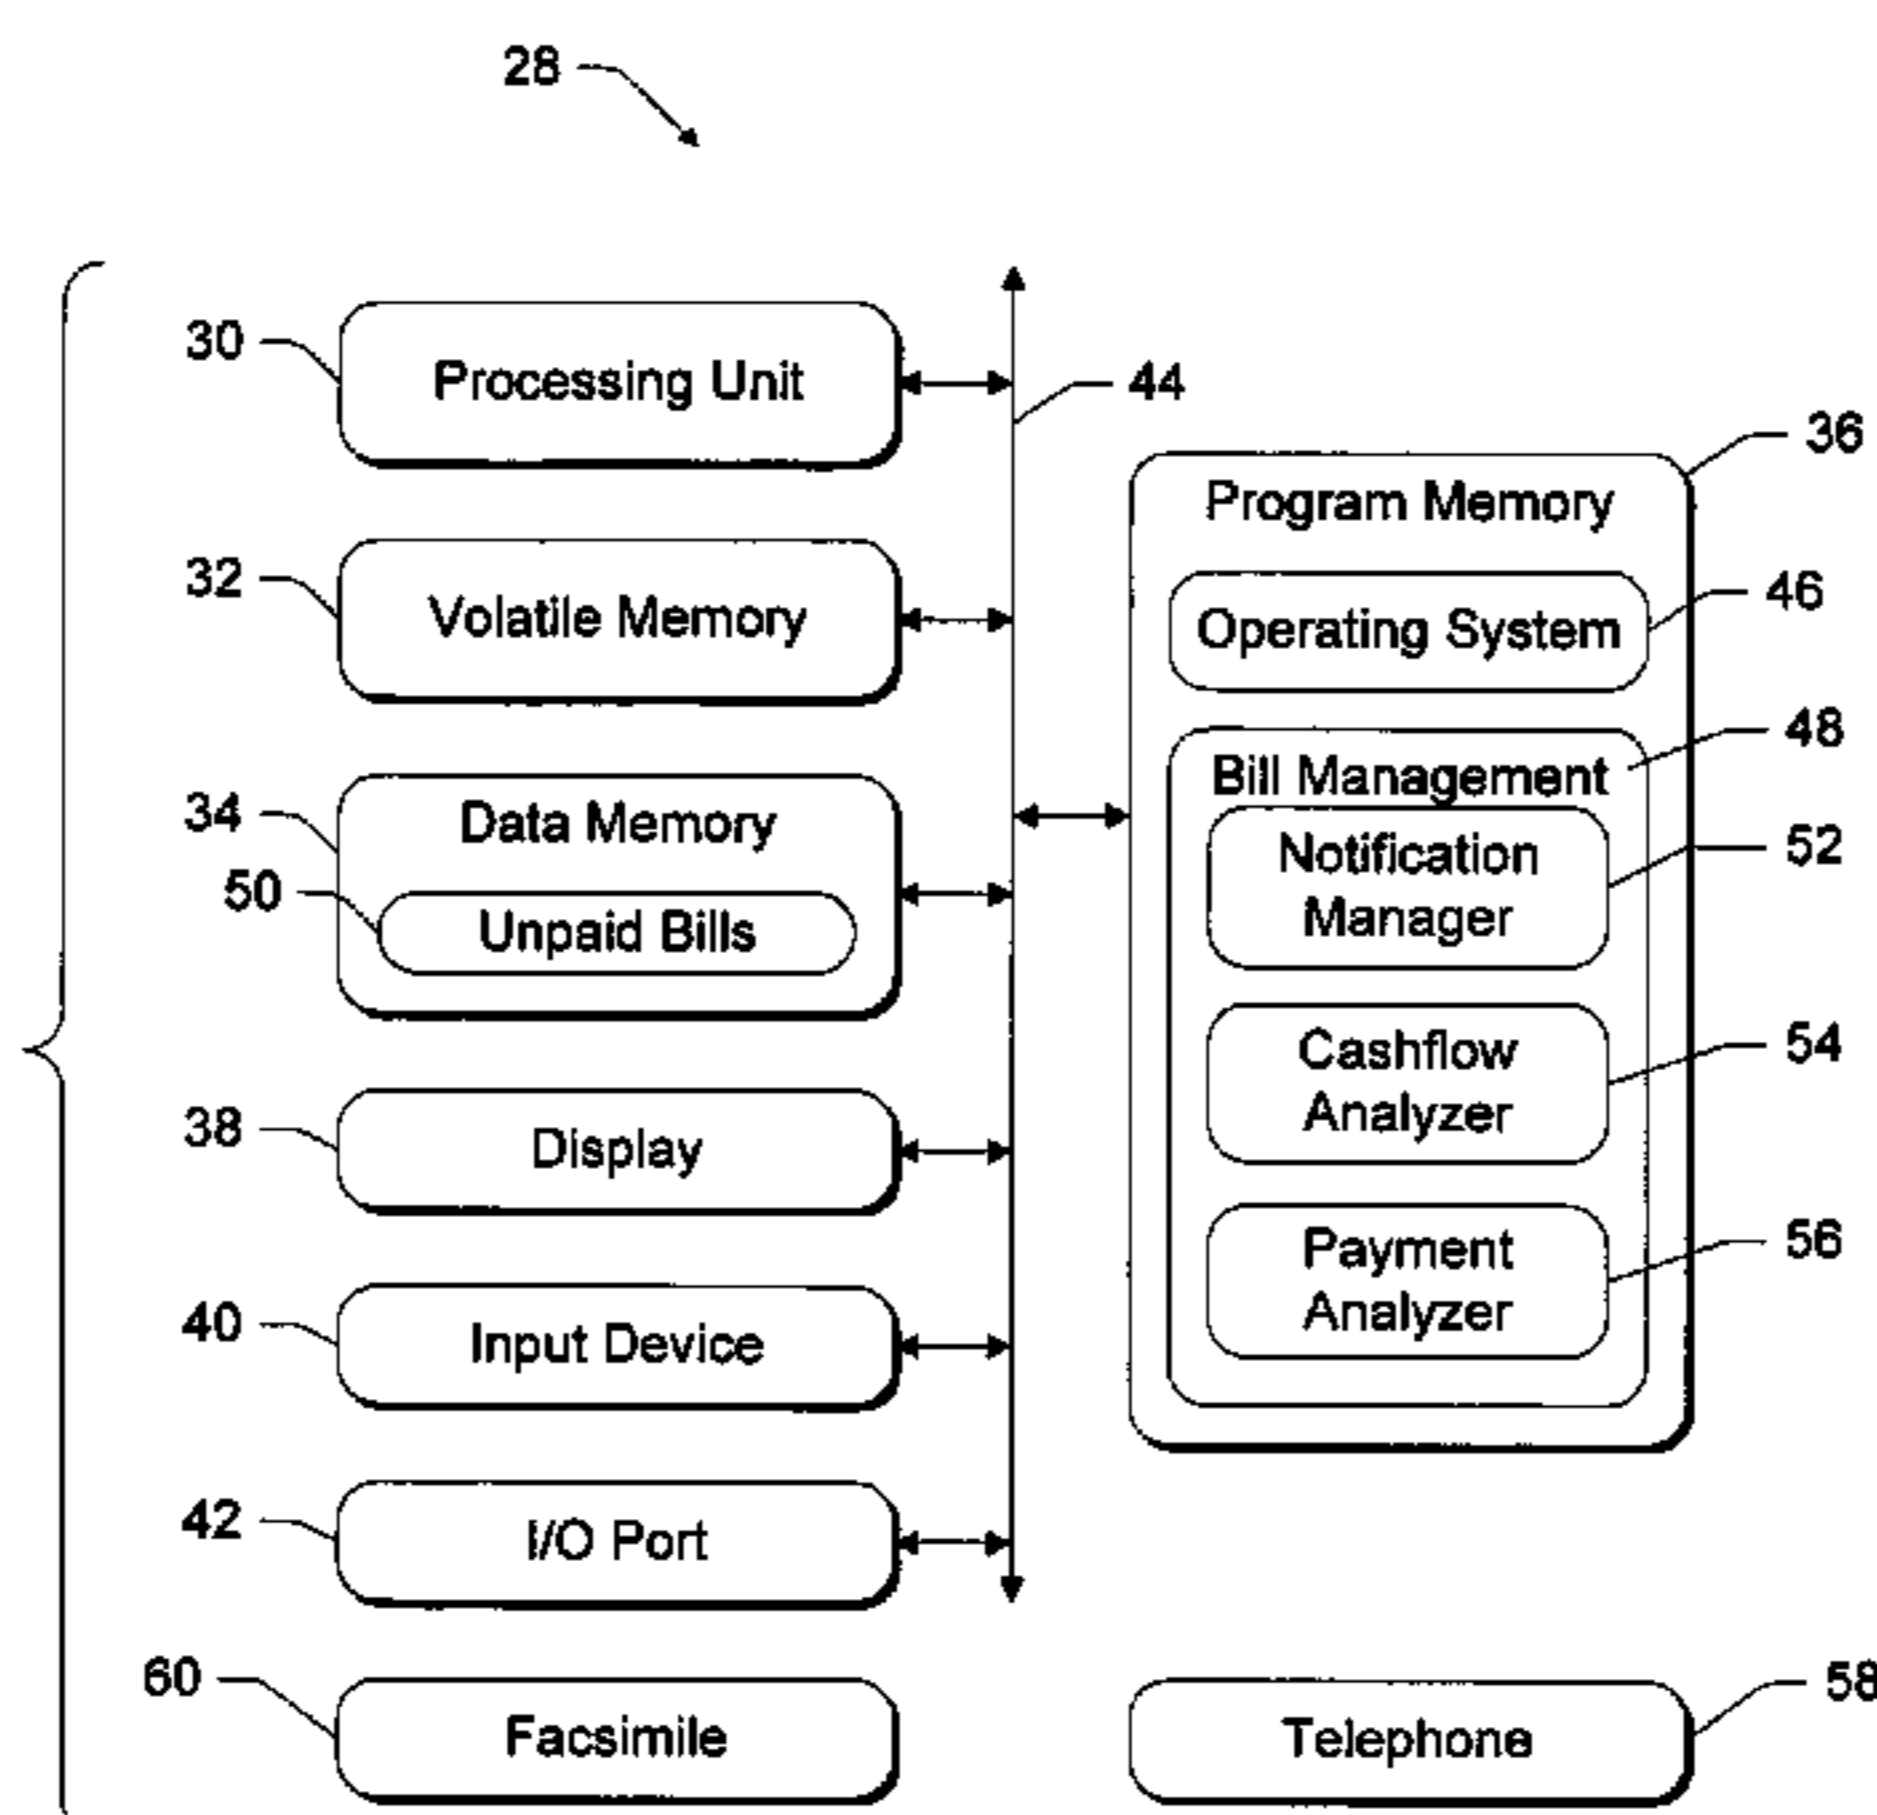 28
30
Processing Unit
44
36
Program Memory
32
Volatile Memory
46
Operating System
48
Bill Management
34
Data Memory
52
Notification
Manager
50
Unpaid Bills
54
Cashflow
Analyzer
38
Display
56
Payment
Analyzer
40
Input Device
42
I/O Port
60
Facsimile
58
Telephone